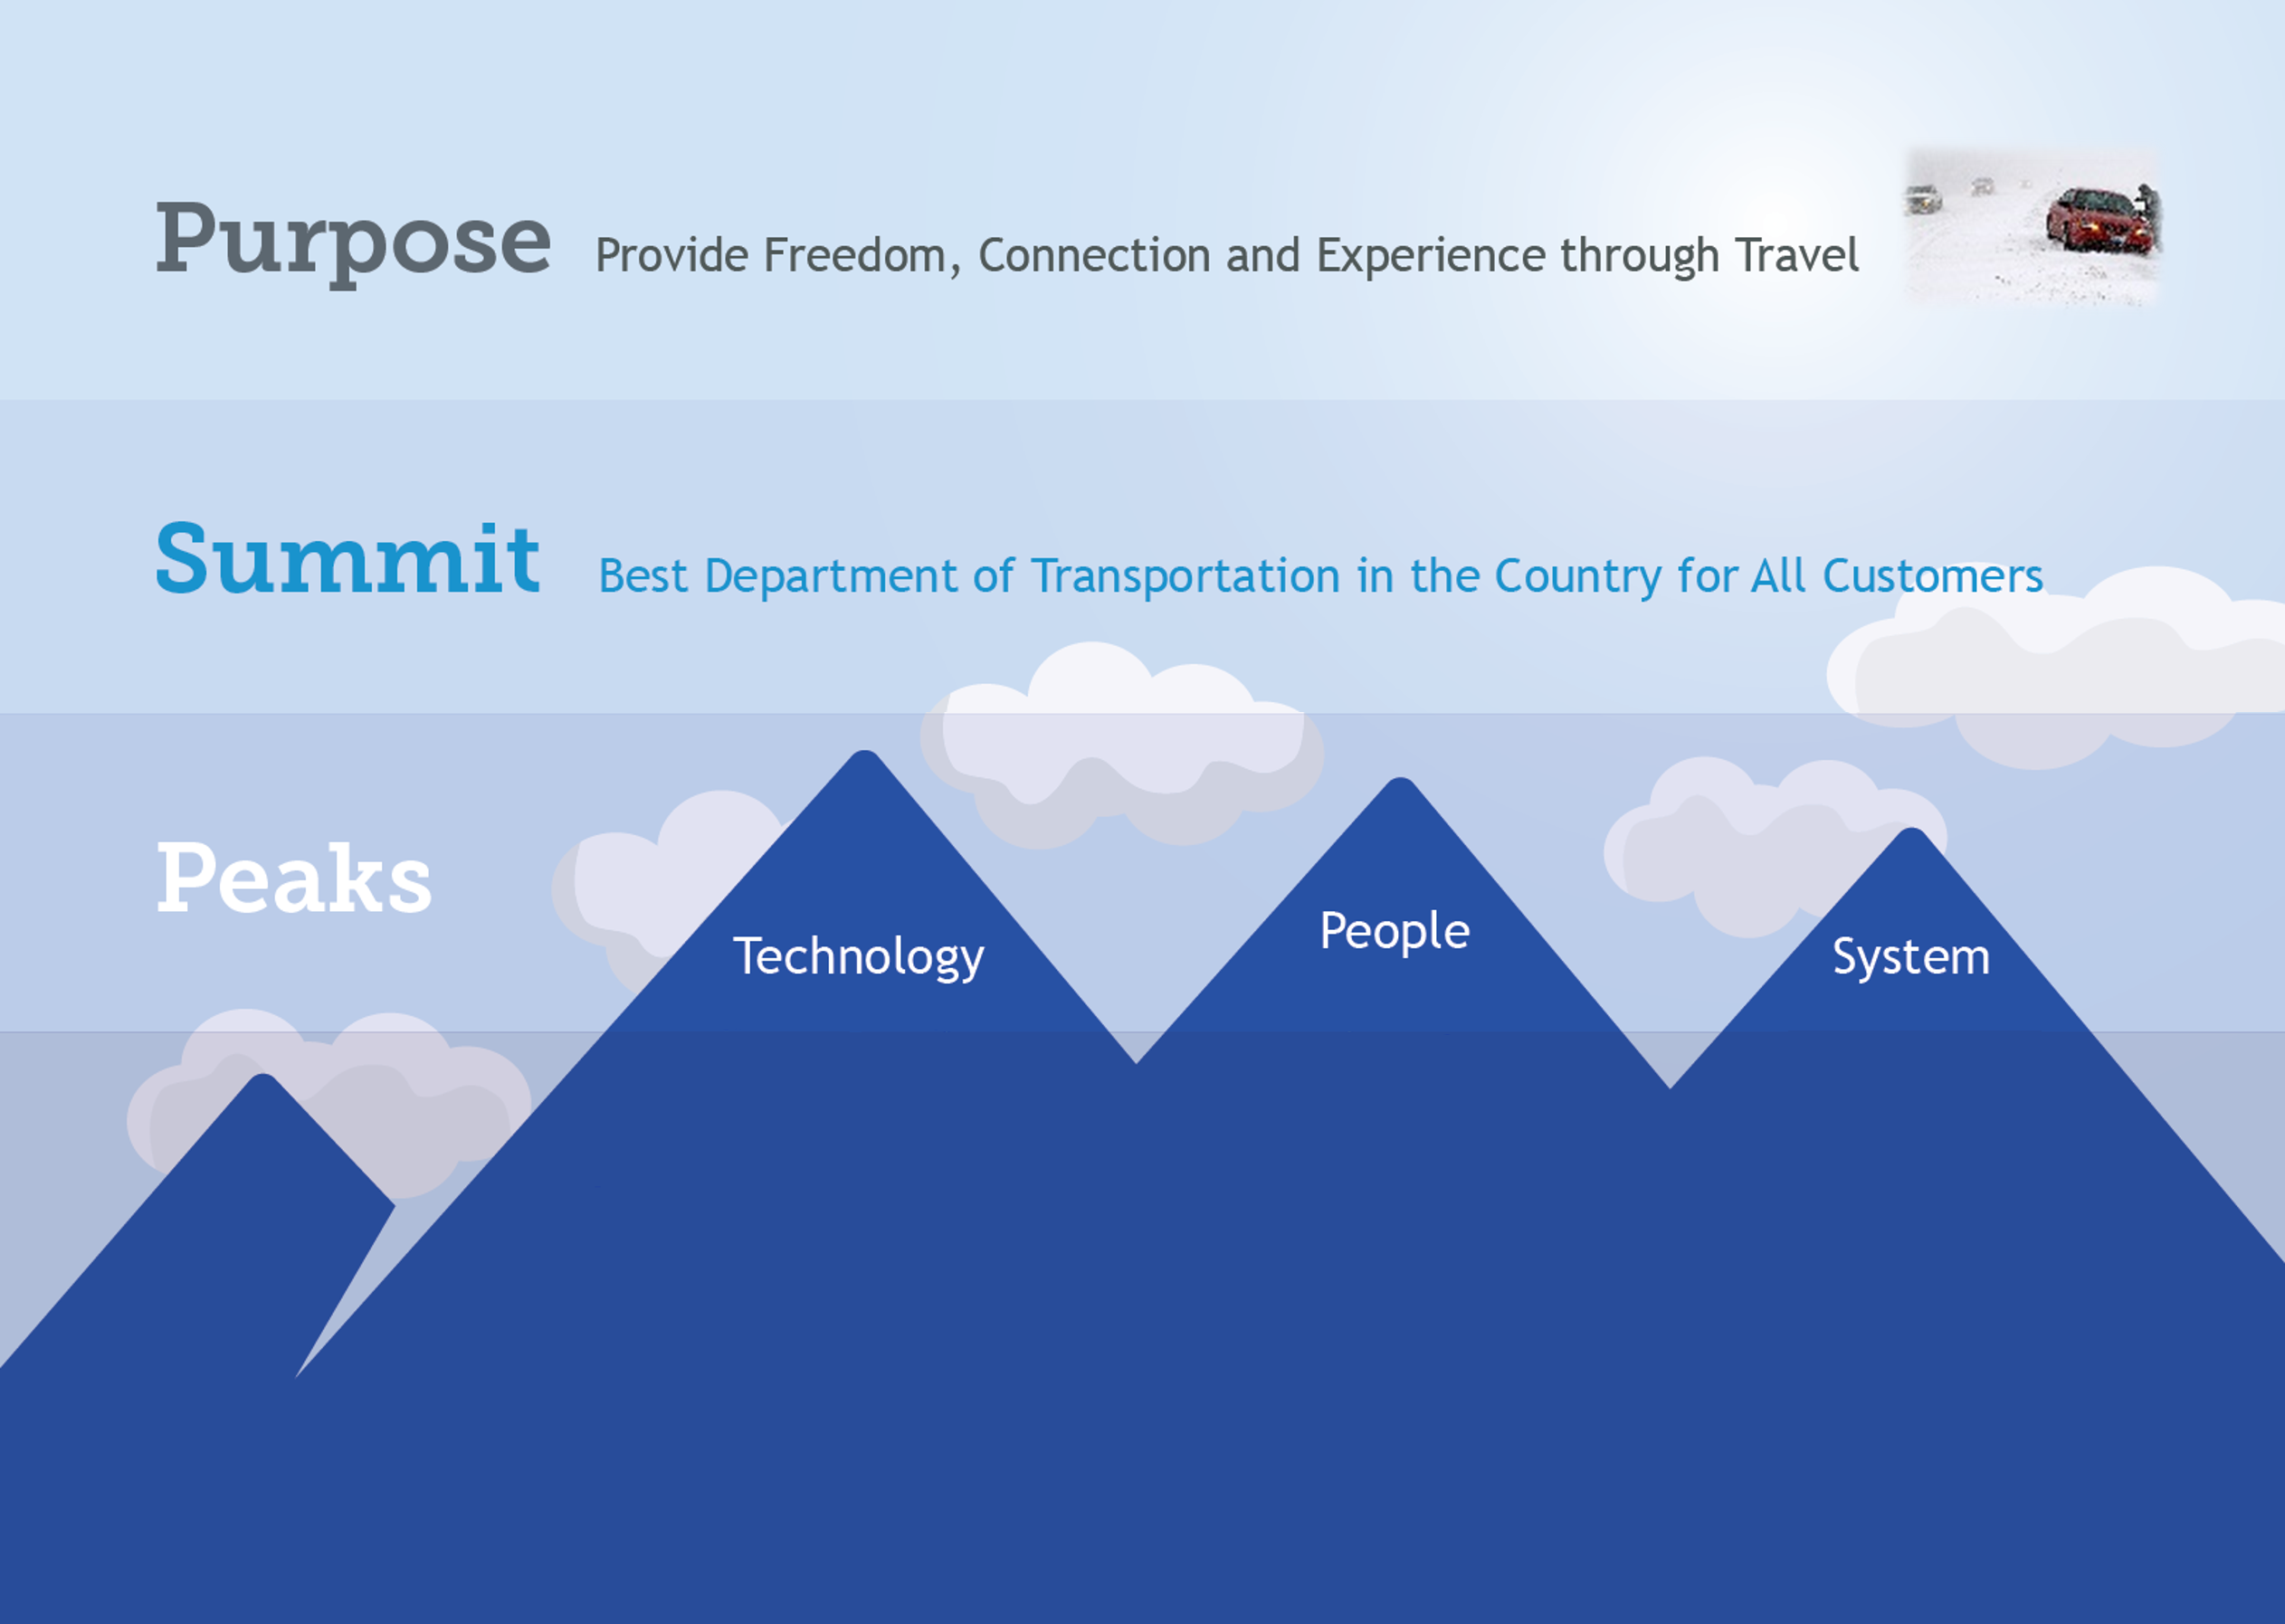 Purpose Provide Freedom, Connection and Experience through Travel
Summit Best Department of Transportation in the Country for All Customers
Peaks
People
Technology
System